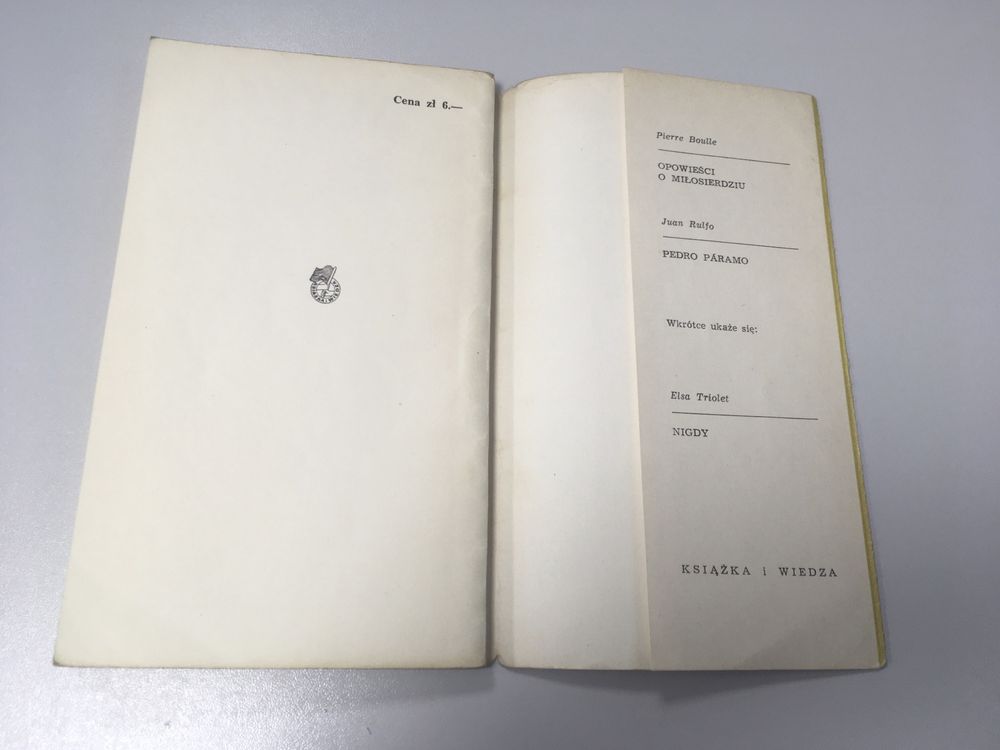 Cena zł 6.—
Pierre Boulle
OPOWIEŚCI
O MIŁOSIERDZIU
Juan Rulfo
PEDRO PÁRAMO
Wkrótce ukaże się:
Elsa Triolet
NIGDY
KSIĄŻKA i WIEDZA